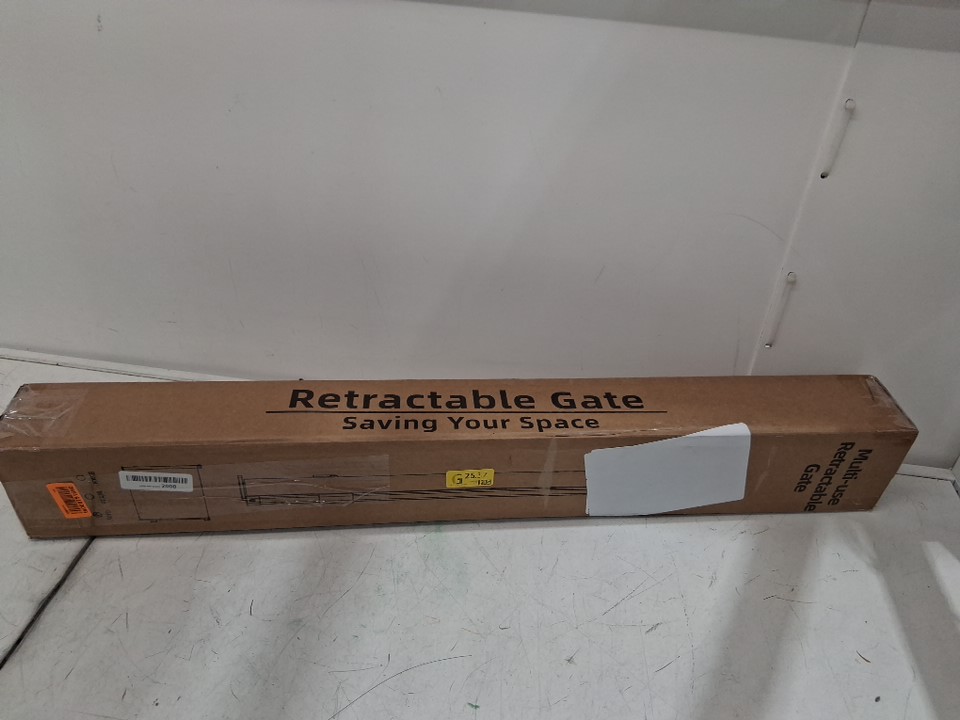 Retractable Gate
Saving Your Space
Multi-use
Retractable
Gate
G